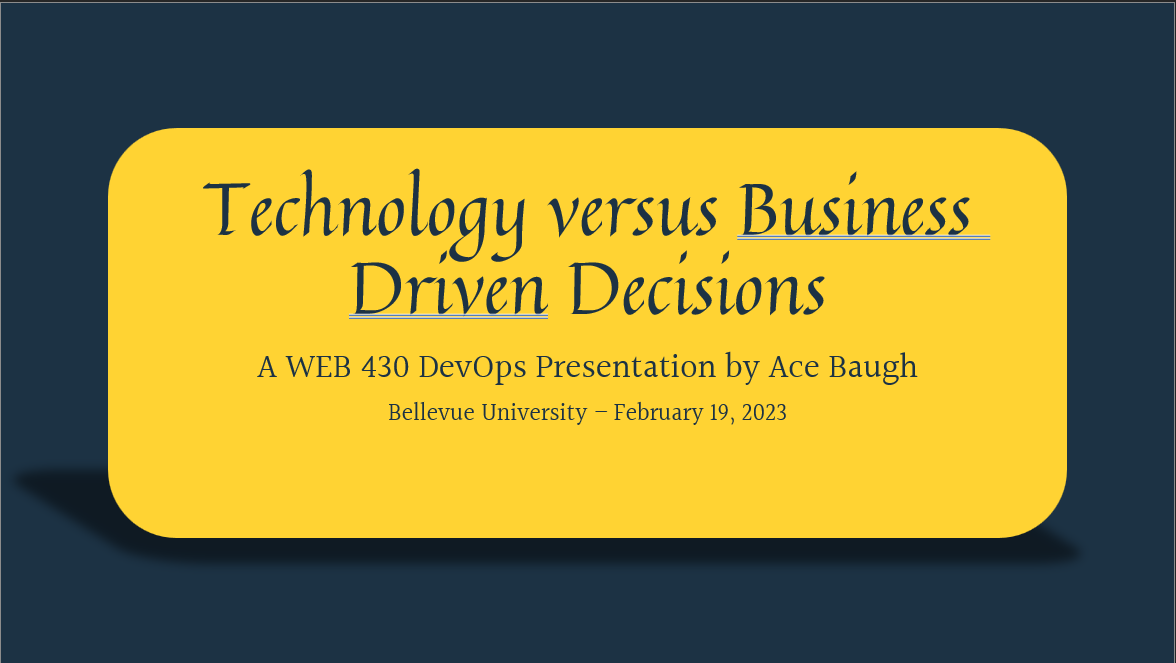 Technology versus Business
Driven Decisions
A WEB 430 DevOps Presentation by Ace Baugh
Bellevue University – February 19, 2023